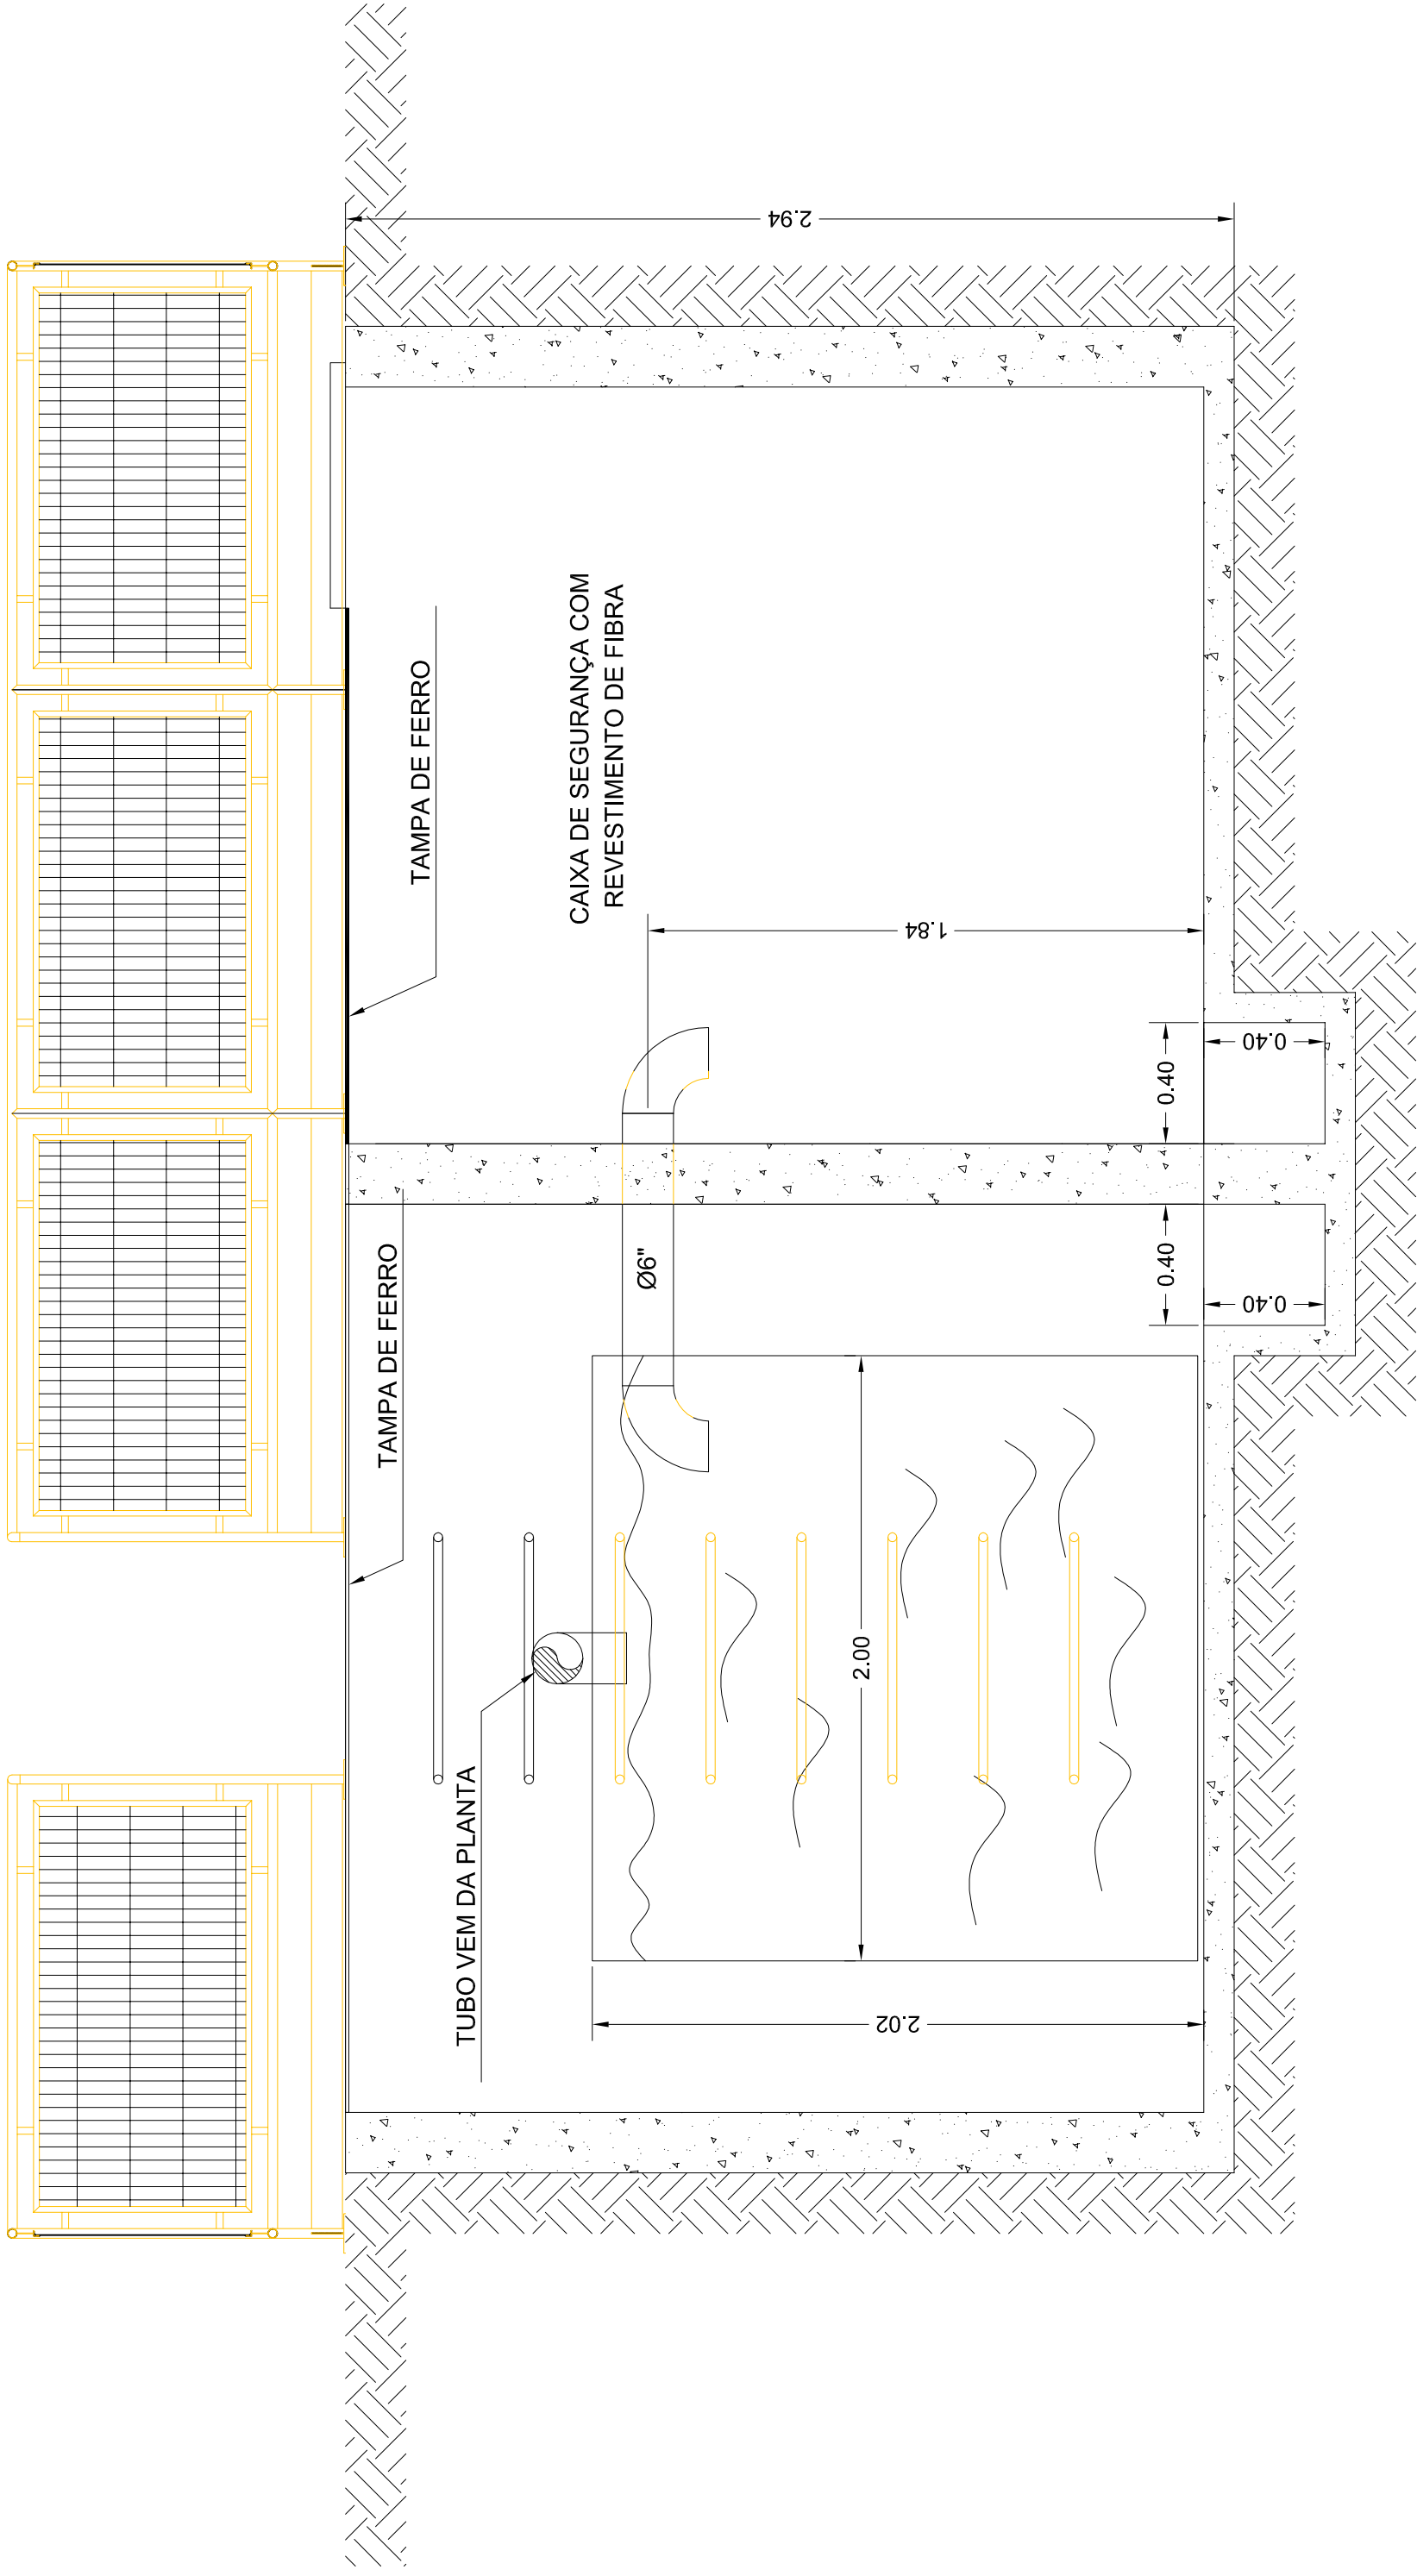 TAMPA DE FERRO
TAMPA DE FERRO
TUBO VEM DA PLANTA
CAIXA DE SEGURANÇA COM
REVESTIMENTO DE FIBRA
Ø6"
2.94
2.00
2.02
1.84
0.40
0.40
0.40
0.40